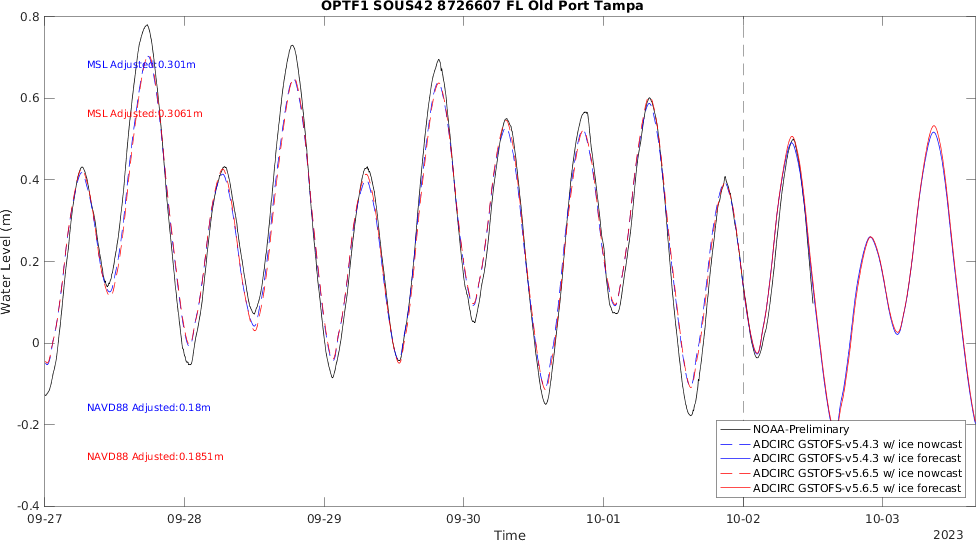 OPTF1 SOUS42 8726607 FL Old Port Tampa
0.8
MSL Adjusted:0.301m
0.6
MSL Adjusted:0.3061m
0.4
Water Level (m)
0.2
0
-0.2
NAVD88 Adjusted:0.18m
NAVD88 Adjusted:0.1851m
-0.4
NOAA-Preliminary
ADCIRC GSTOFS-v5.4.3 w/ ice nowcast
ADCIRC GSTOFS-v5.4.3 w/ ice forecast
ADCIRC GSTOFS-v5.6.5 w/ ice nowcast
ADCIRC GSTOFS-v5.6.5 w/ ice forecast
09-27 09-28 09-29 09-30 10-01 10-02 10-03
Time
2023